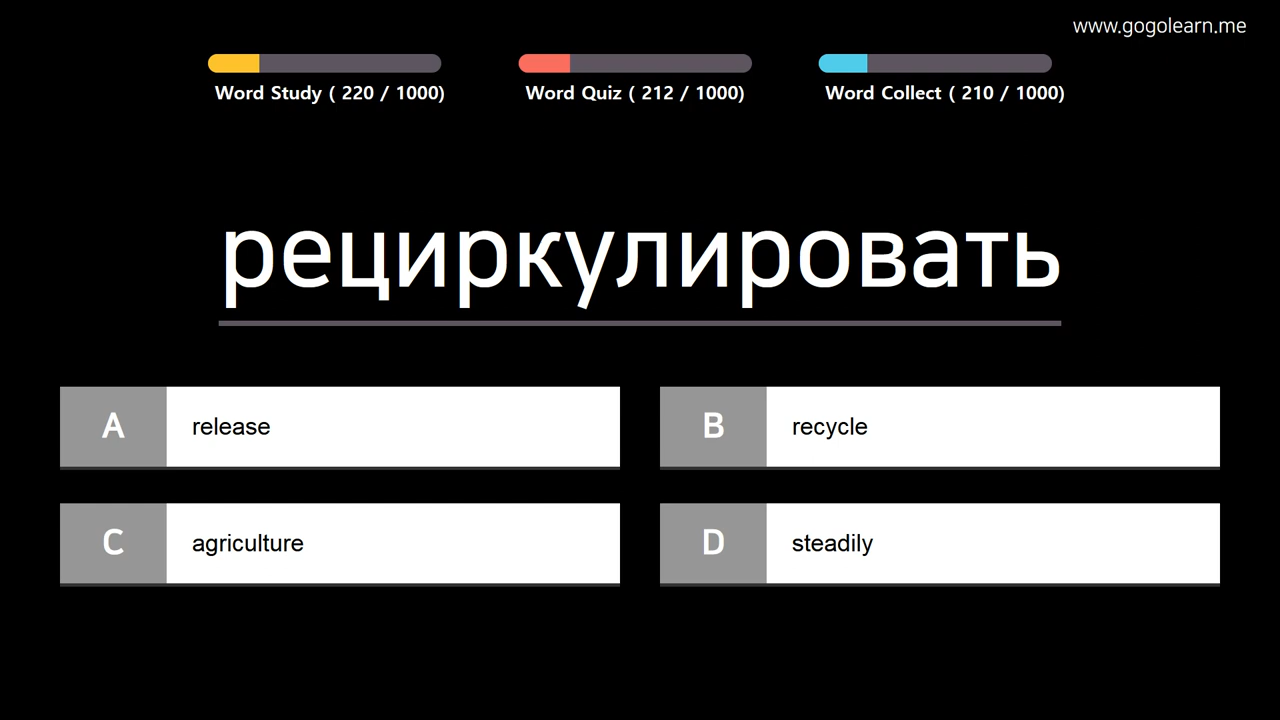 www.gogolearn.me
Word Study ( 220 / 1000)
Word Quiz ( 212 / 1000)
Word Collect ( 210 / 1000)
рециркулировать
A release
B recycle
C agriculture
D steadily